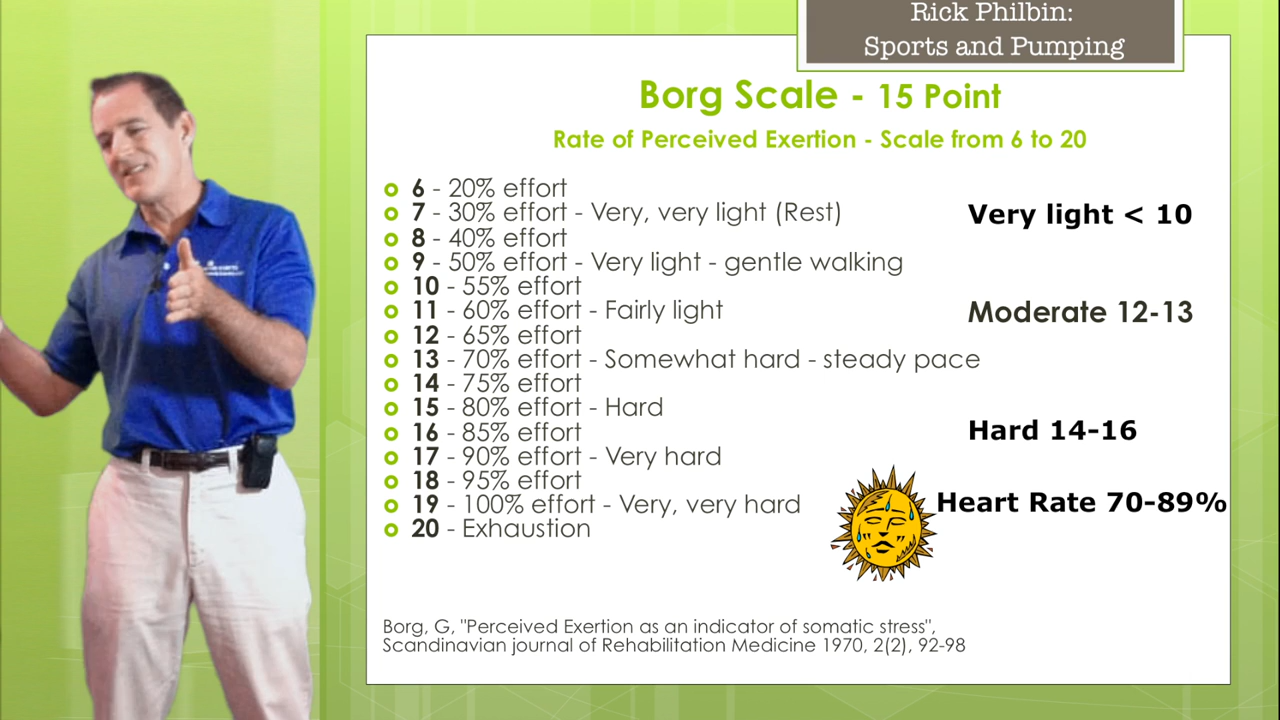 Rick Philbin:
Sports and Pumping
Borg Scale - 15 Point
Rate of Perceived Exertion - Scale from 6 to 20
6 - 20% effort
7 - 30% effort - Very, very light (Rest)
Very light < 10
8 - 40% effort
9 - 50% effort - Very light - gentle walking
10 - 55% effort
11 - 60% effort - Fairly light
Moderate 12-13
12 - 65% effort
13 - 70% effort - Somewhat hard - steady pace
14 - 75% effort
15 - 80% effort - Hard
16 - 85% effort
Hard 14-16
17 - 90% effort - Very hard
18 - 95% effort
19 - 100% effort - Very, very hard
Heart Rate 70-89%
20 - Exhaustion
Borg, G, "Perceived Exertion as an indicator of somatic stress",
Scandinavian journal of Rehabilitation Medicine 1970, 2(2), 92-98